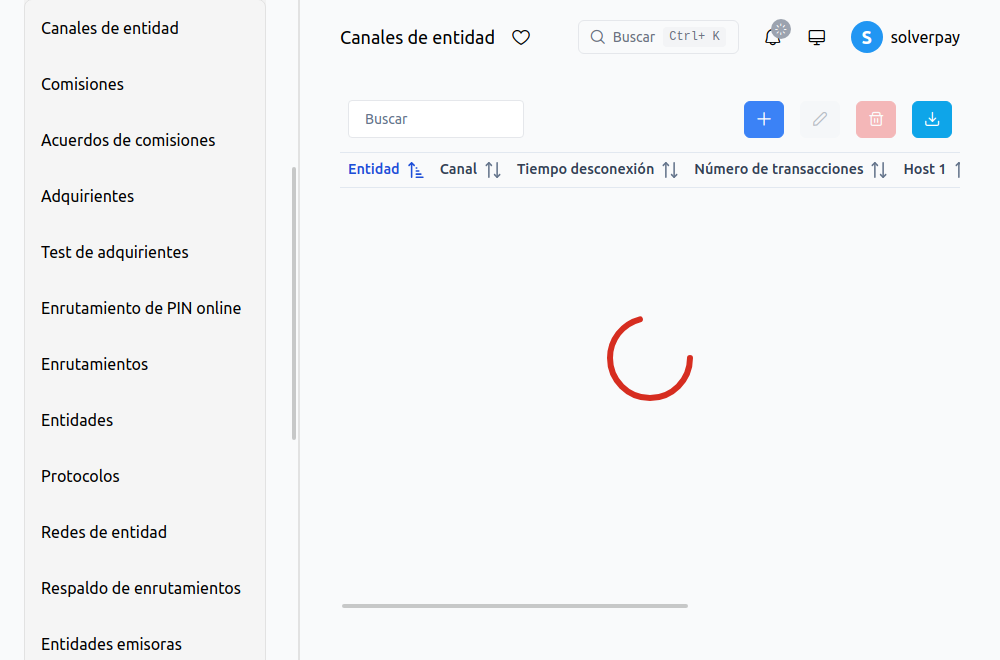 Canales de entidad
Comisiones
Acuerdos de comisiones
Adquirientes
Test de adquirientes
Enrutamiento de PIN online
Enrutamientos
Entidades
Protocolos
Redes de entidad
Respaldo de enrutamientos
Entidades emisoras
Canales de entidad
Buscar Ctrl+ K
S solverpay
Buscar
Entidad Canal Tiempo desconexión Número de transacciones Host 1